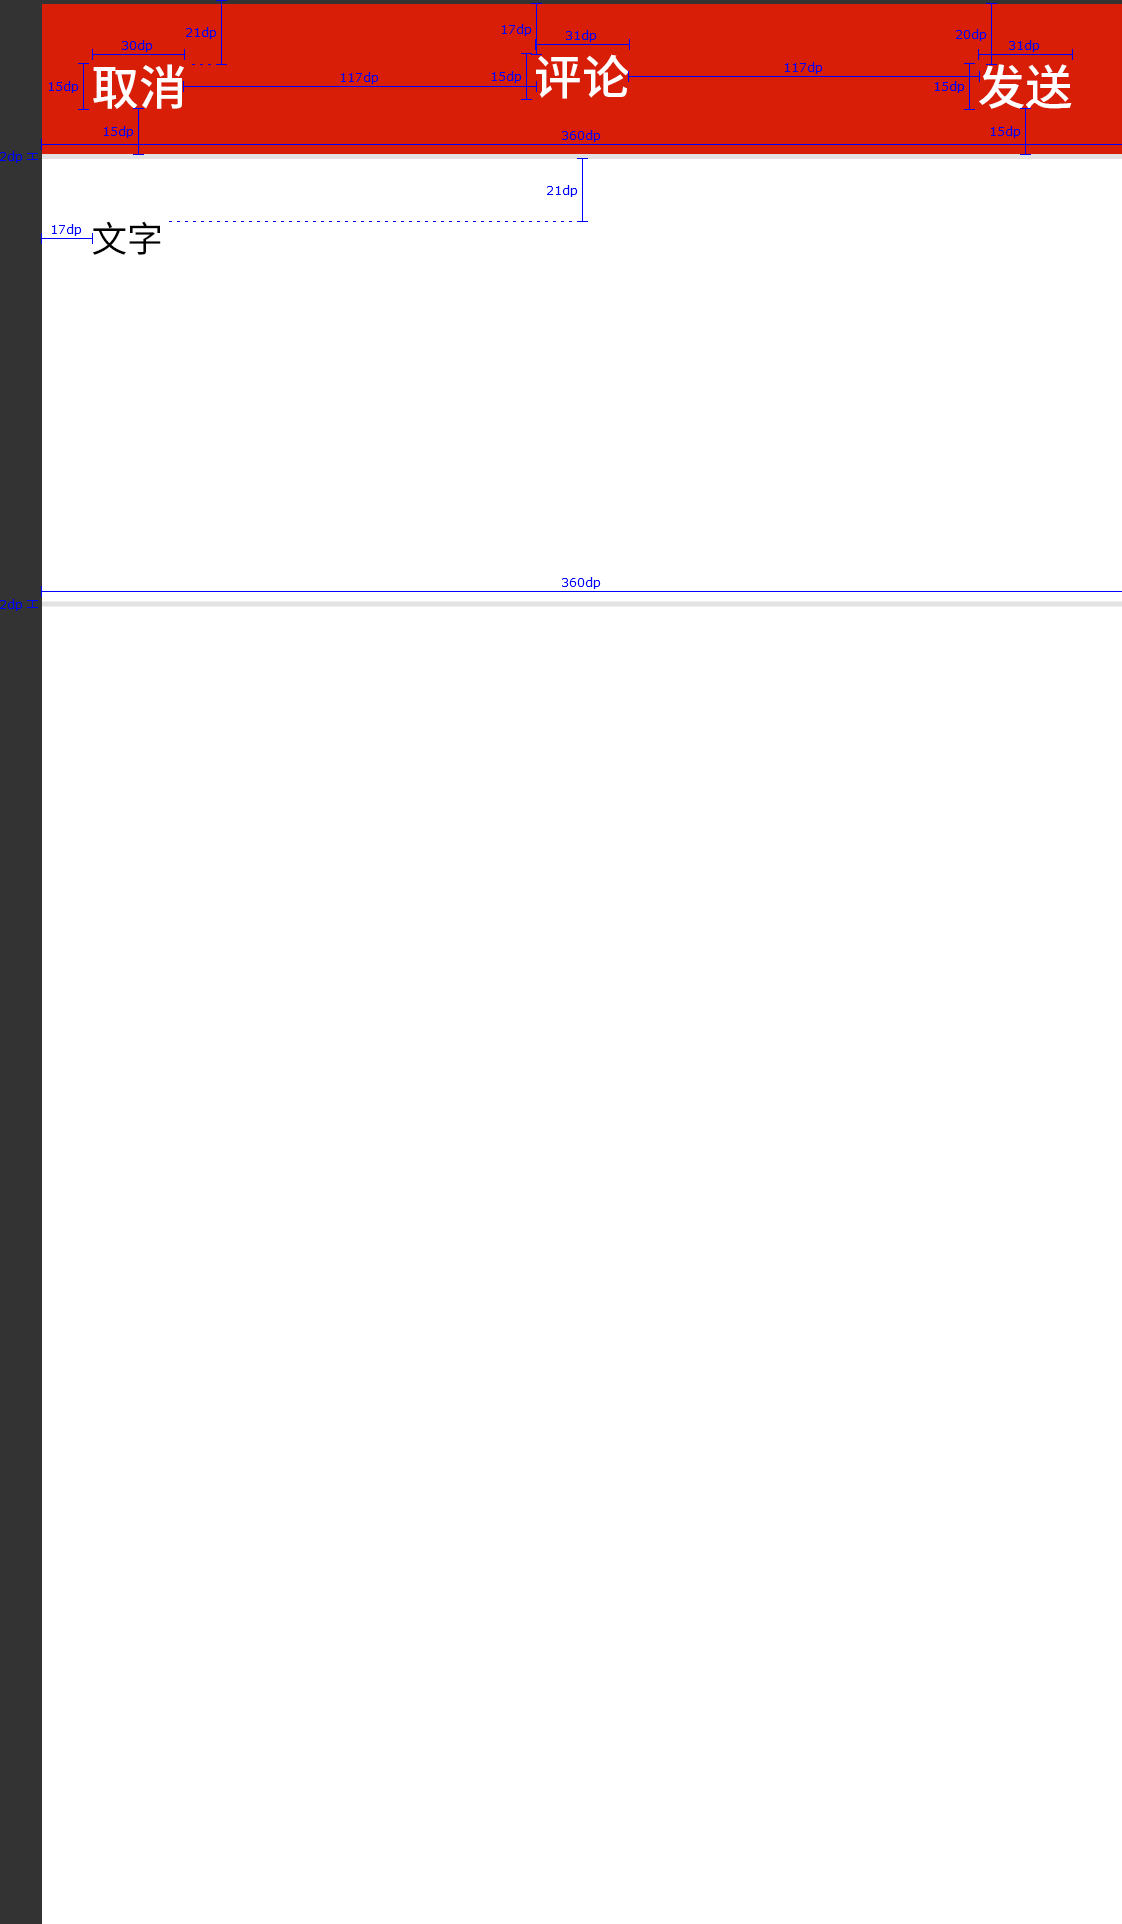 21dp 17dp 20dp
30dp 31dp 31dp
15dp 取消 117dp 15dp 评论 117dp 15dp 发送
15dp 360dp 15dp
2dp
21dp
17dp 文字
360dp
2dp